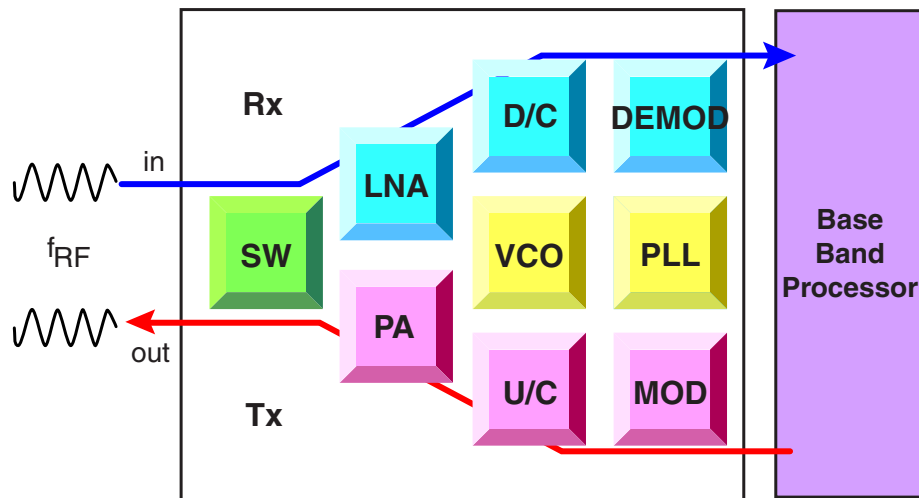 Rx
D/C
DEMOD
in
LNA
SW
VCO
PLL
Base
Band
Processor
fRF
out
PA
U/C
MOD
Tx